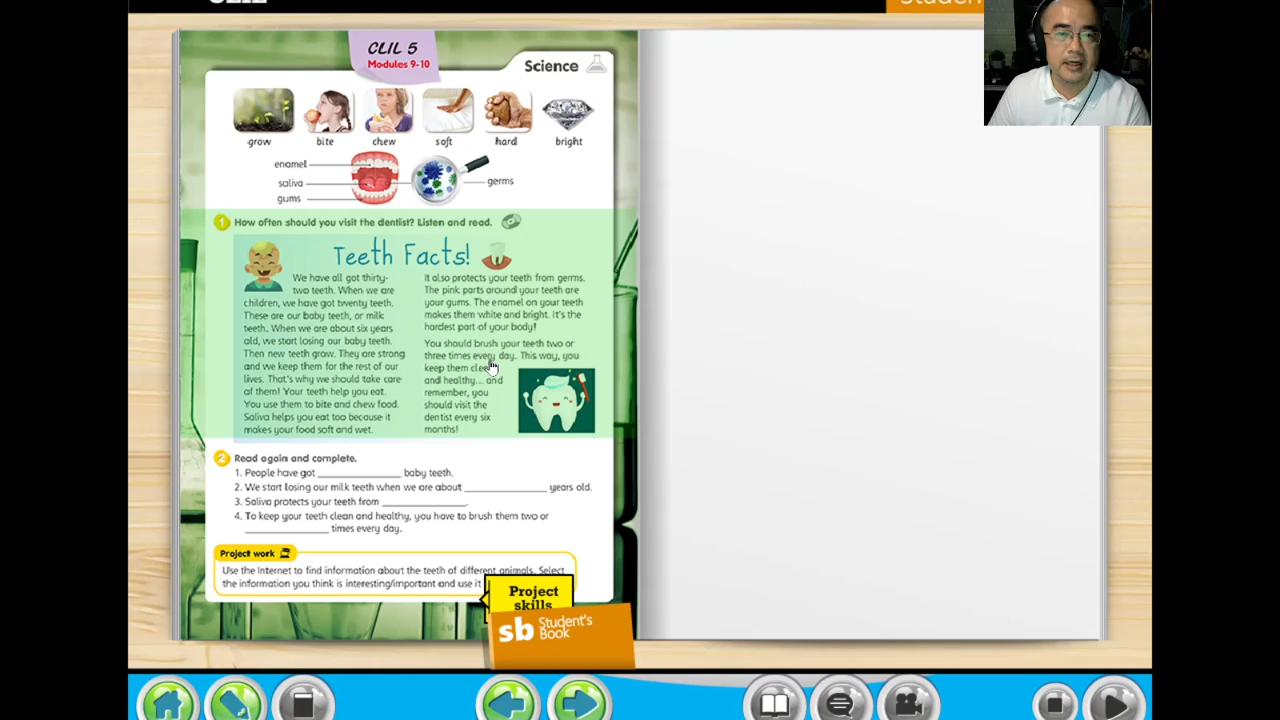 CLIL 5
Modules 9-10
Science
grow
bite
chew
soft
hard
bright
enamel
saliva
gums
germs
1 How often should you visit the dentist? Listen and read.
Teeth Facts!
We have all got thirty-
two teeth. When we are
children, we have got twenty teeth.
These are our baby teeth, or milk
teeth. When we are about six years
old, we start losing our baby teeth.
Then new teeth grow. They are strong
and we keep them for the rest of our
lives. That's why we should take care
of them! Your teeth help you eat.
You use them to bite and chew food.
Saliva helps you eat too because it
makes your food soft and wet.
It also protects your teeth from germs.
The pink parts around your teeth are
your gums. The enamel on your teeth
makes them white and bright. It's the
hardest part of your body!
You should brush your teeth two or
three times every day. This way, you
keep them
and healthy... and
remember, you
should visit the
dentist every six
months!
2 Read again and complete.
1. People have got ______________ baby teeth.
2. We start losing our milk teeth when we are about ______________ years old.
3. Saliva protects your teeth from ______________.
4. To keep your teeth clean and healthy, you have to brush them two or
______________ times every day.
Project work
Use the Internet to find information about the teeth of different animals. Select
the information you think is interesting/important and use it
Project
skills
sb Student's
Book